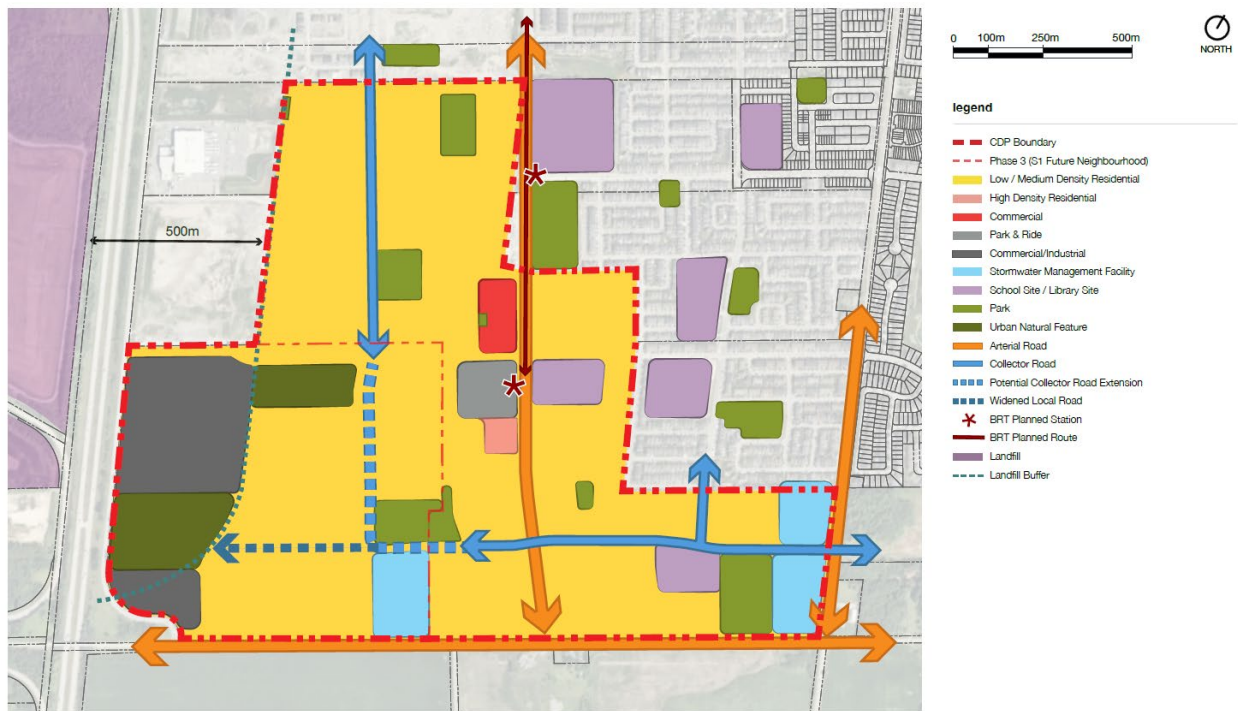 500m
0 100m 250m 500m
NORTH
legend
CDP Boundary
Phase 3 (S1 Future Neighbourhood)
Low / Medium Density Residential
High Density Residential
Commercial
Park & Ride
Commercial/Industrial
Stormwater Management Facility
School Site / Library Site
Park
Urban Natural Feature
Arterial Road
Collector Road
Potential Collector Road Extension
Widened Local Road
BRT Planned Station
BRT Planned Route
Landfill
Landfill Buffer